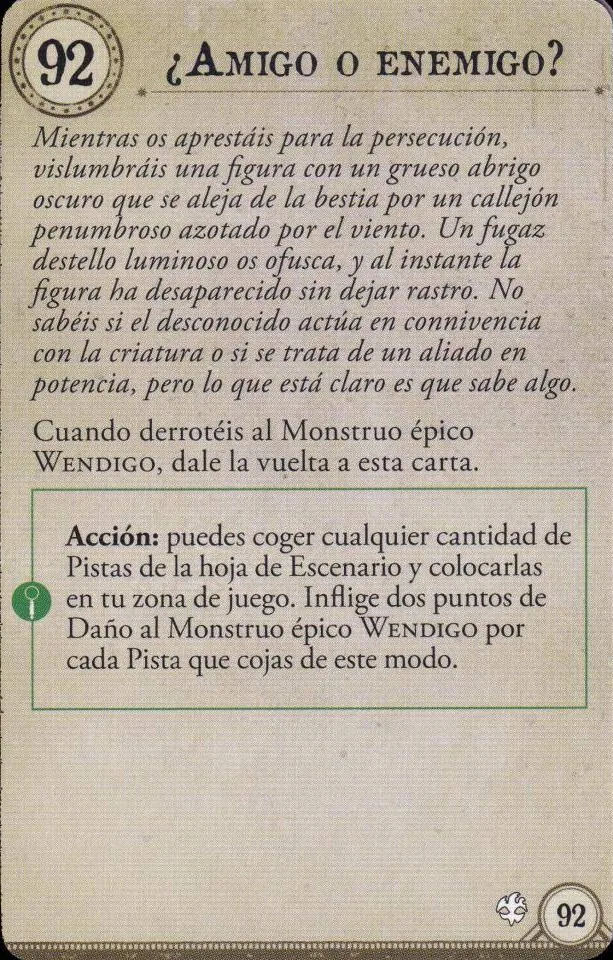 92
¿Amigo o enemigo?
Mientras os aprestáis para la persecución,
vislumbráis una figura con un grueso abrigo
oscuro que se aleja de la bestia por un callejón
penumbroso azotado por el viento. Un fugaz
destello luminoso os ofusca, y al instante la
figura ha desaparecido sin dejar rastro. No
sabéis si el desconocido actúa en connivencia
con la criatura o si se trata de un aliado en
potencia, pero lo que está claro es que sabe algo.
Cuando derrotéis al Monstruo épico
Wendigo, dale la vuelta a esta carta.
Acción: puedes coger cualquier cantidad de
Pistas de la hoja de Escenario y colocarlas
en tu zona de juego. Inflige dos puntos de
Daño al Monstruo épico Wendigo por
cada Pista que cojas de este modo.
92